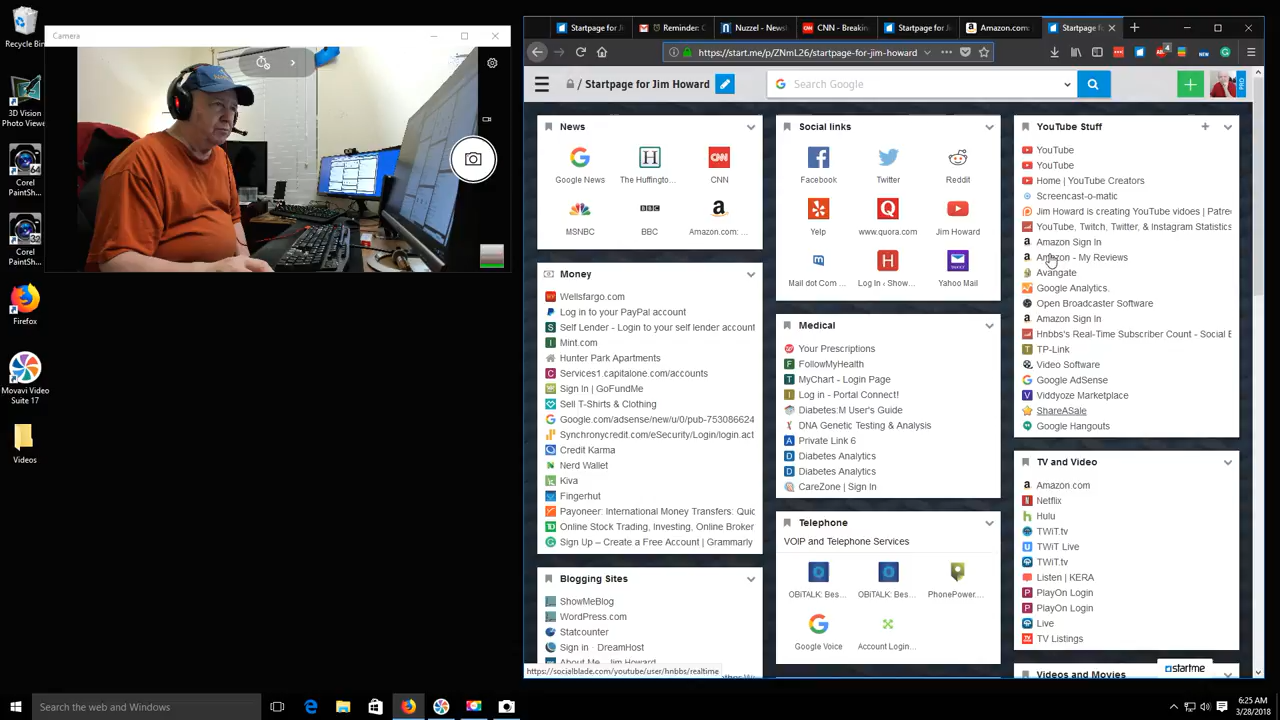 Recycle Bin
3D Vision
Photo Viewer
Corel
PaintSh...
Corel
PaintSh...
Firefox
Movavi Video
Suite 17
Videos
Camera
Startpage for Ji
Reminder: C
Nuzzel - News
CNN - Breakin
Startpage for
Amazon.com:
Startpage for J
https://start.me/p/ZNmL26/startpage-for-jim-howard
Startpage for Jim Howard
Search Google
PRO
News
Google News
The Huffingto...
CNN
MSNBC
BBC
Amazon.com: ...
Money
Wellsfargo.com
Log in to your PayPal account
Self Lender - Login to your self lender account
Mint.com
Hunter Park Apartments
Services1.capitalone.com/accounts
Sign In | GoFundMe
Sell T-Shirts & Clothing
Google.com/adsense/new/u/0/pub-753086624
Synchronycredit.com/eSecurity/Login/login.act
Credit Karma
Nerd Wallet
Kiva
Fingerhut
Payoneer: International Money Transfers: Quic
Online Stock Trading, Investing, Online Broker
Sign Up – Create a Free Account | Grammarly
Blogging Sites
ShowMeBlog
WordPress.com
Statcounter
Sign in · DreamHost
About Me - Jim Howard
https://socialblade.com/youtube/user/hnbbs/realtime
Social links
Facebook
Twitter
Reddit
Yelp
www.quora.com
Jim Howard
Mail dot Com ...
Log In ‹ Show...
Yahoo Mail
Medical
Your Prescriptions
FollowMyHealth
MyChart - Login Page
Log in - Portal Connect!
Diabetes:M User's Guide
DNA Genetic Testing & Analysis
Private Link 6
Diabetes Analytics
Diabetes Analytics
CareZone | Sign In
Telephone
VOIP and Telephone Services
OBiTALK: Bes...
OBiTALK: Bes...
PhonePower....
Google Voice
Account Login...
YouTube Stuff
YouTube
YouTube
Home | YouTube Creators
Screencast-o-matic
Jim Howard is creating YouTube vidoes | Patre
YouTube, Twitch, Twitter, & Instagram Statistics
Amazon Sign In
Amazon - My Reviews
Avangate
Google Analytics.
Open Broadcaster Software
Amazon Sign In
Hnbbs's Real-Time Subscriber Count - Social B
TP-Link
Video Software
Google AdSense
Viddyoze Marketplace
ShareASale
Google Hangouts
TV and Video
Amazon com
Netflix
Hulu
TWiT.tv
TWiT Live
TWiT.tv
Listen | KERA
PlayOn Login
PlayOn Login
Live
TV Listings
startme
Videos and Movies
Search the web and Windows
6:25 AM
3/28/2018